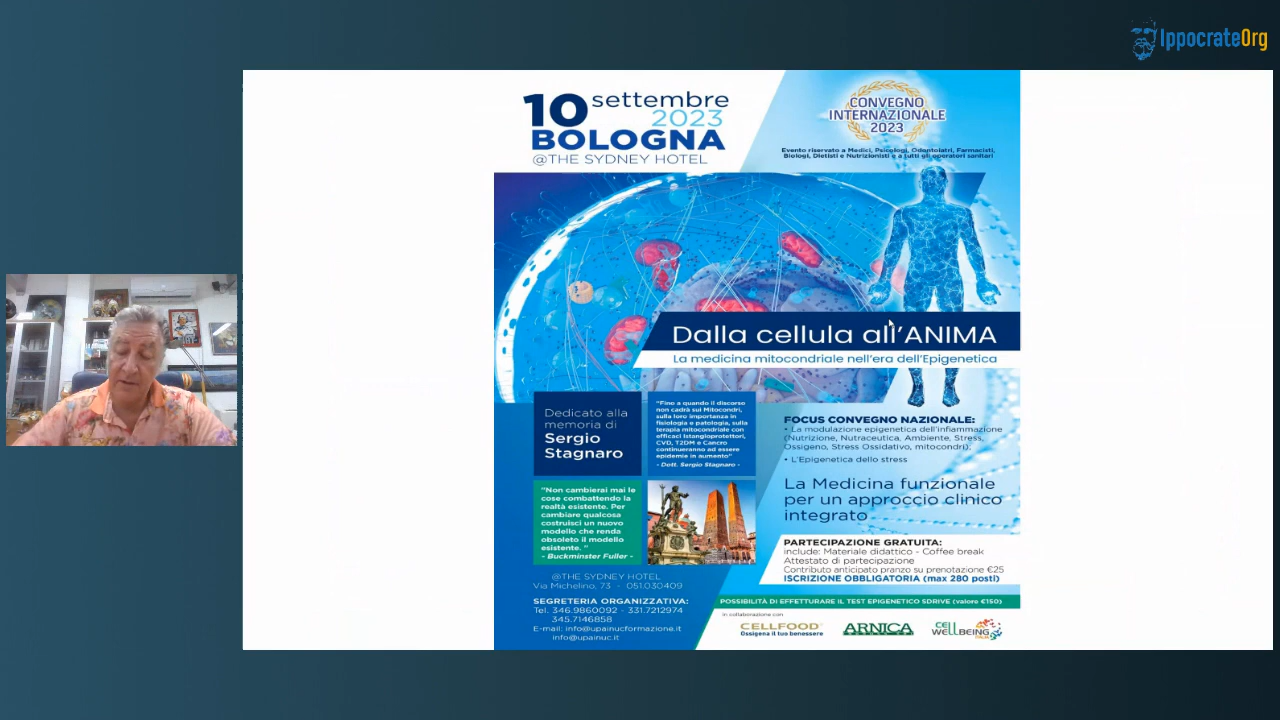 IppocrateOrg
10 settembre
2023
BOLOGNA
@THE SYDNEY HOTEL
CONVEGNO
INTERNAZIONALE
2023
Evento riservato a Medici, Psicologi, Odontoiatri, Farmacisti,
Biologi, Dietisti e Nutrizionisti e a tutti gli operatori sanitari
Dalla cellula all'ANIMA
La medicina mitocondriale nell'era dell'Epigenetica
Dedicato alla
memoria di
Sergio
Stagnaro
"Fino a quando il discorso
non cadrà sui Mitocondri,
sulla loro importanza in
fisiologia e patologia, sulla
terapia mitocondriale con
efficaci Istangioprotettori,
CVD, T2DM e Cancro
continueranno ad essere
epidemie in aumento"
- Dott. Sergio Stagnaro -
"Non cambierai mai le
cose combattendo la
realtà esistente. Per
cambiare qualcosa
costruisci un nuovo
modello che renda
obsoleto il modello
esistente. "
- Buckminster Fuller -
FOCUS CONVEGNO NAZIONALE:
• La modulazione epigenetica dell'infiammazione
(Nutrizione, Nutraceutica, Ambiente, Stress,
Ossigeno, Stress Ossidativo, mitocondri).
• L'Epigenetica dello stress
La Medicina funzionale
per un approccio clinico
integrato
PARTECIPAZIONE GRATUITA:
include: Materiale didattico - Coffee break
Attestato di partecipazione
Contributo anticipato pranzo su prenotazione €25
ISCRIZIONE OBBLIGATORIA (max 280 posti)
@THE SYDNEY HOTEL
Via Michelino, 73 - 051.030409
SEGRETERIA ORGANIZZATIVA:
Tel. 346.9860092 - 331.7212974
345.7146858
E-mail: info@upainucformazione.it
info@upainuc.it
POSSIBILITÀ DI EFFETTURARE IL TEST EPIGENETICO SDRIVE (valore €150)
in collaborazione con
CELLFOOD
Ossigena il tuo benessere
ARNICA
CELL
WELLBEING